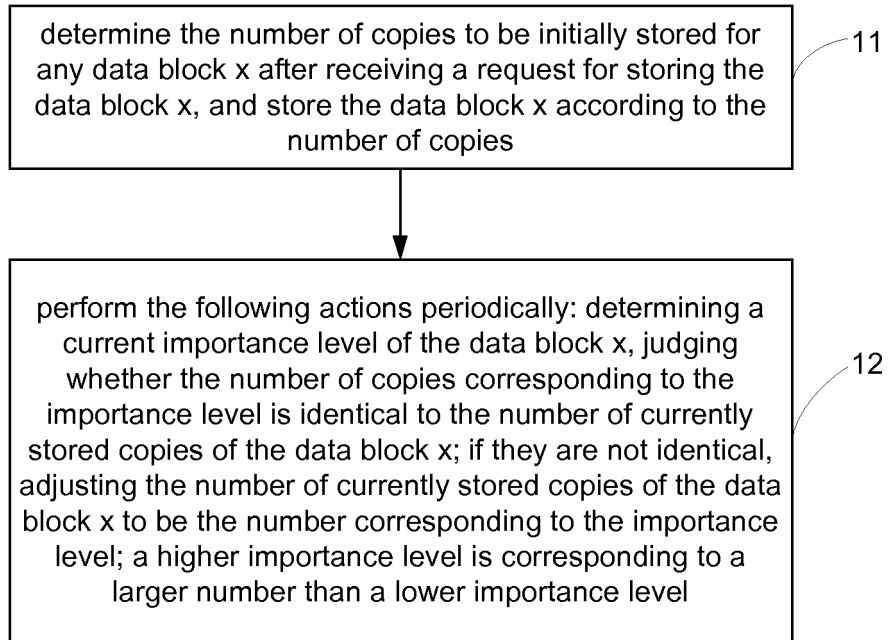 determine the number of copies to be initially stored for
any data block x after receiving a request for storing the
data block x, and store the data block x according to the
number of copies
11
perform the following actions periodically: determining a
current importance level of the data block x, judging
whether the number of copies corresponding to the
importance level is identical to the number of currently
stored copies of the data block x; if they are not identical,
adjusting the number of currently stored copies of the data
block x to be the number corresponding to the importance
level; a higher importance level is corresponding to a
larger number than a lower importance level
12